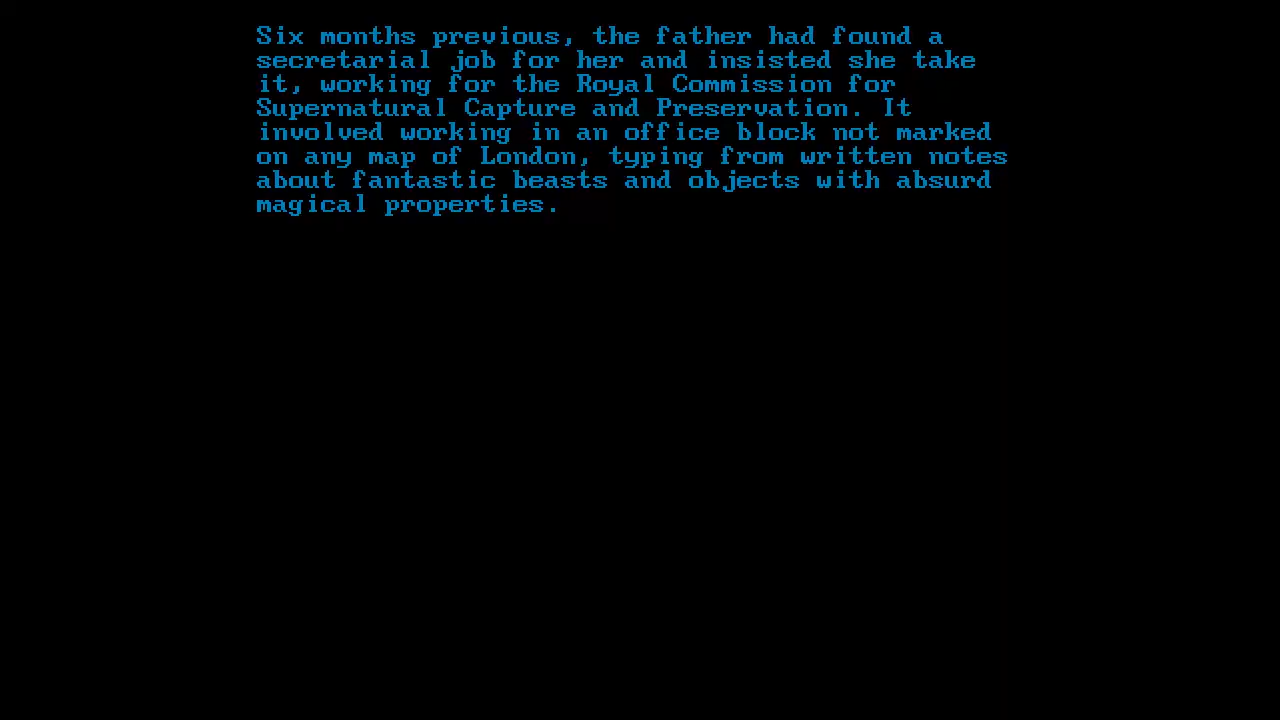 Six months previous, the father had found a
secretarial job for her and insisted she take
it, working for the Royal Commission for
Supernatural Capture and Preservation. It
involved working in an office block not marked
on any map of London, typing from written notes
about fantastic beasts and objects with absurd
magical properties.